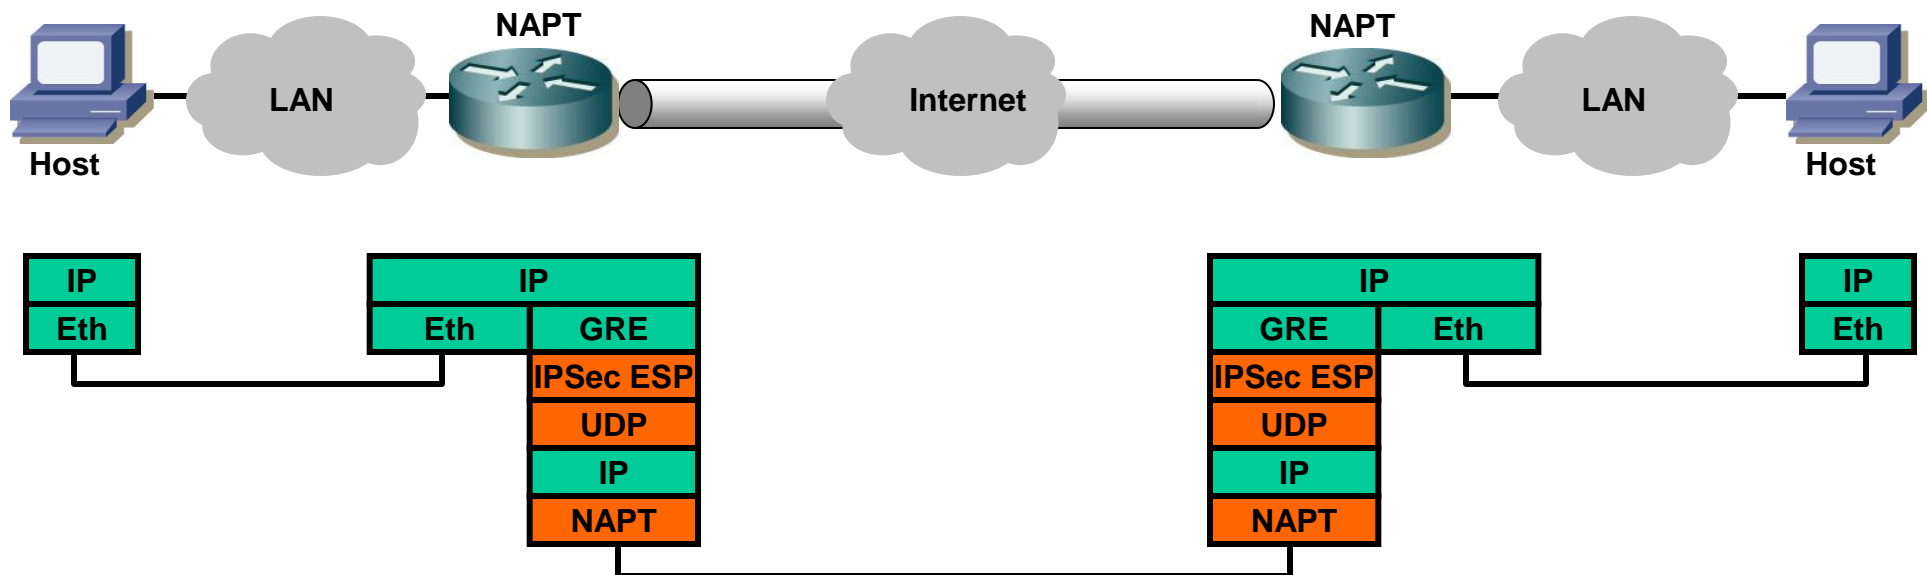 NAPT NAPT
LAN Internet LAN
Host Host
IP IP IP IP
Eth Eth GRE GRE Eth Eth
IPSec ESP IPSec ESP
UDP UDP
IP IP
NAPT NAPT